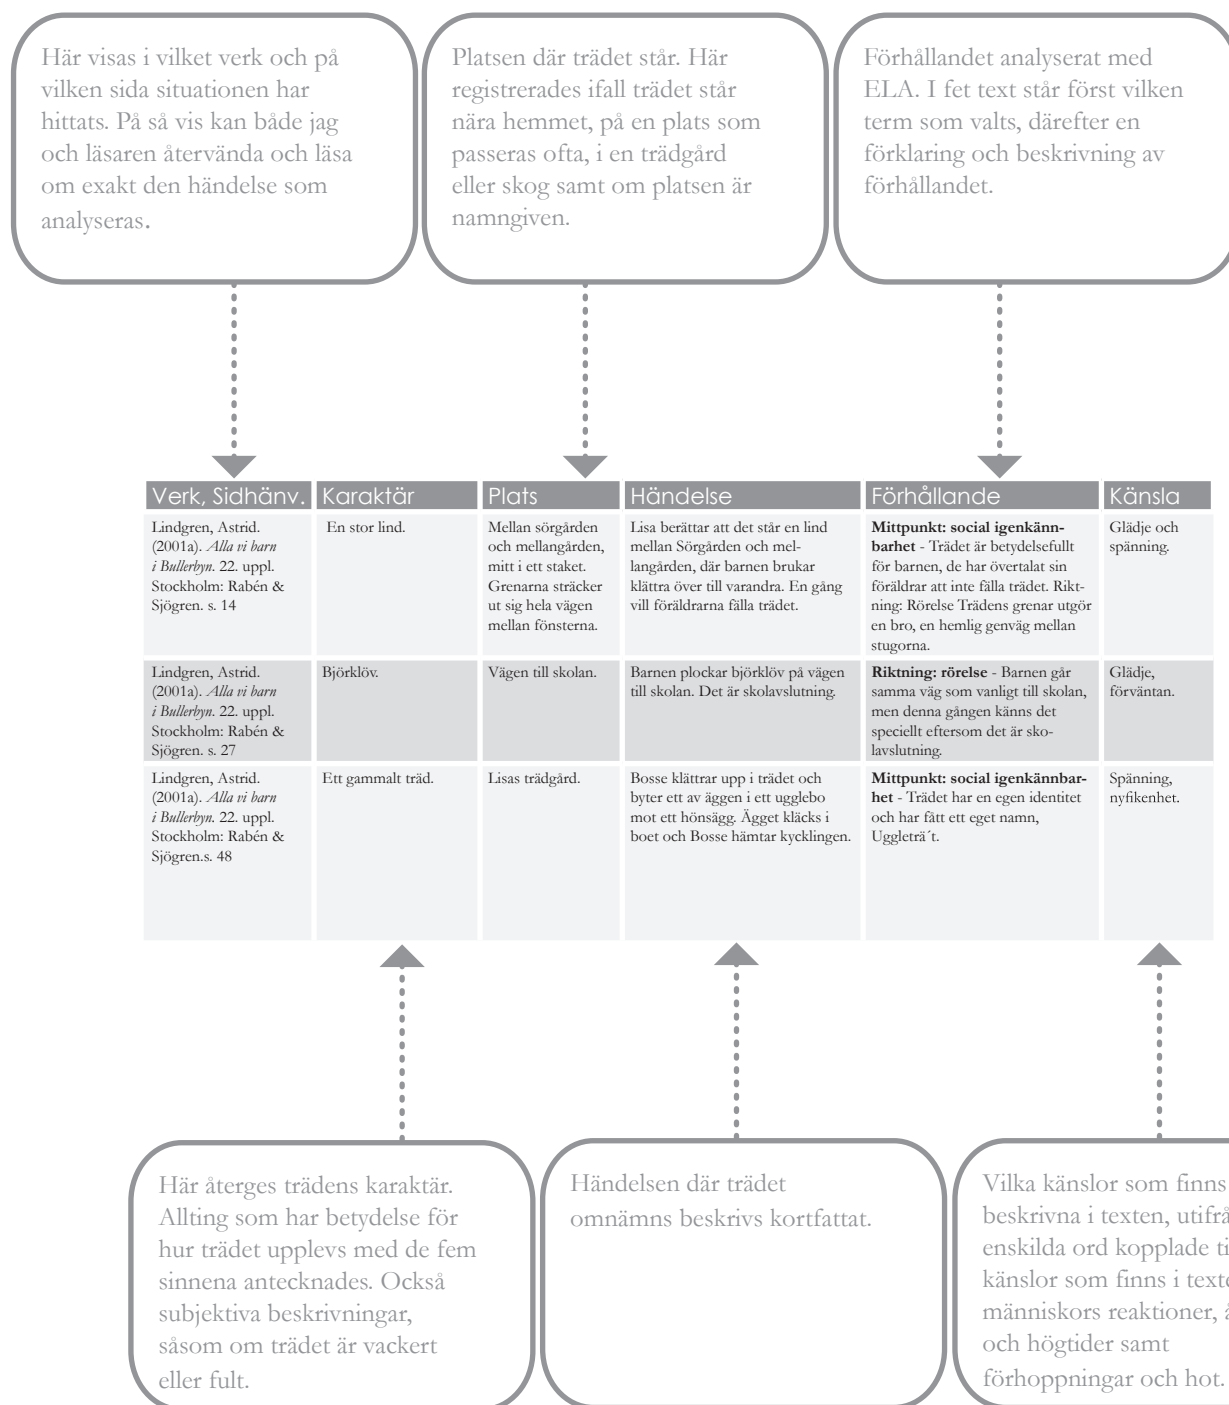 Här visas i vilket verk och på
vilken sida situationen har
hittats. På så vis kan både jag
och läsaren återvända och läsa
om exakt den händelse som
analyseras.
Platsen där trädet står. Här
registrerades ifall trädet står
nära hemmet, på en plats som
passeras ofta, i en trädgård
eller skog samt om platsen är
namngiven.
Förhållandet analyserat med
ELA. I fet text står först vilken
term som valts, därefter en
förklaring och beskrivning av
förhållandet.
Verk, Sidhänv.
Karaktär
Plats
Händelse
Förhållande
Känsla
Lindgren, Astrid.
(2001a). Alla vi barn
i Bullerbyn. 22. uppl.
Stockholm: Rabén &
Sjögren. s. 14
En stor lind.
Mellan sörgården
och mellangården,
mitt i ett staket.
Grenarna sträcker
ut sig hela vägen
mellan fönsterna.
Lisa berättar att det står en lind
mellan Sörgården och mel-
langården, där barnen brukar
klättra över till varandra. En gång
vill föräldrarna fälla trädet.
Mittpunkt: social igenkänn-
barhet - Trädet är betydelsefullt
för barnen, de har övertalat sin
föräldrar att inte fälla trädet. Rikt-
ning: Rörelse Trädens grenar utgör
en bro, en hemlig genväg mellan
stugorna.
Glädje och
spänning.
Lindgren, Astrid.
(2001a). Alla vi barn
i Bullerbyn. 22. uppl.
Stockholm: Rabén &
Sjögren. s. 27
Björklöv.
Vägen till skolan.
Barnen plockar björklöv på vägen
till skolan. Det är skolavslutning.
Riktning: rörelse - Barnen går
samma väg som vanligt till skolan,
men denna gången känns det
speciellt eftersom det är sko-
lavslutning.
Glädje,
förväntan.
Lindgren, Astrid.
(2001a). Alla vi barn
i Bullerbyn. 22. uppl.
Stockholm: Rabén &
Sjögren.s. 48
Ett gammalt träd.
Lisas trädgård.
Bosse klättrar upp i trädet och
byter ett av äggen i ett ugglebo
mot ett hönsägg. Ägget kläcks i
boet och Bosse hämtar kycklingen.
Mittpunkt: social igenkännbar-
het - Trädet har en egen identitet
och har fått ett eget namn,
Uggleträ´t.
Spänning,
nyfikenhet.
Här återges trädens karaktär.
Allting som har betydelse för
hur trädet upplevs med de fem
sinnena antecknades. Också
subjektiva beskrivningar,
såsom om trädet är vackert
eller fult.
Händelsen där trädet
omnämns beskrivs kortfattat.
Vilka känslor som finns
beskrivna i texten, utifrå
enskilda ord kopplade ti
känslor som finns i texte
människors reaktioner,
och högtider samt
förhoppningar och hot.